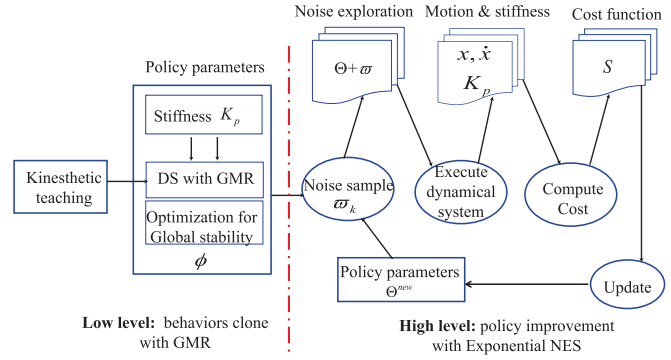 Noise exploration
Motion & stiffness
Cost function
Policy parameters
Θ+ϖ
x, ẋ
K_p
S
Stiffness K_p
Kinesthetic
teaching
DS with GMR
Optimization for
Global stability
ϕ
Noise sample
ϖ_k
Execute
dynamical
system
Compute
Cost
Policy parameters
Θ^new
Update
Low level: behaviors clone
with GMR
High level: policy improvement
with Exponential NES